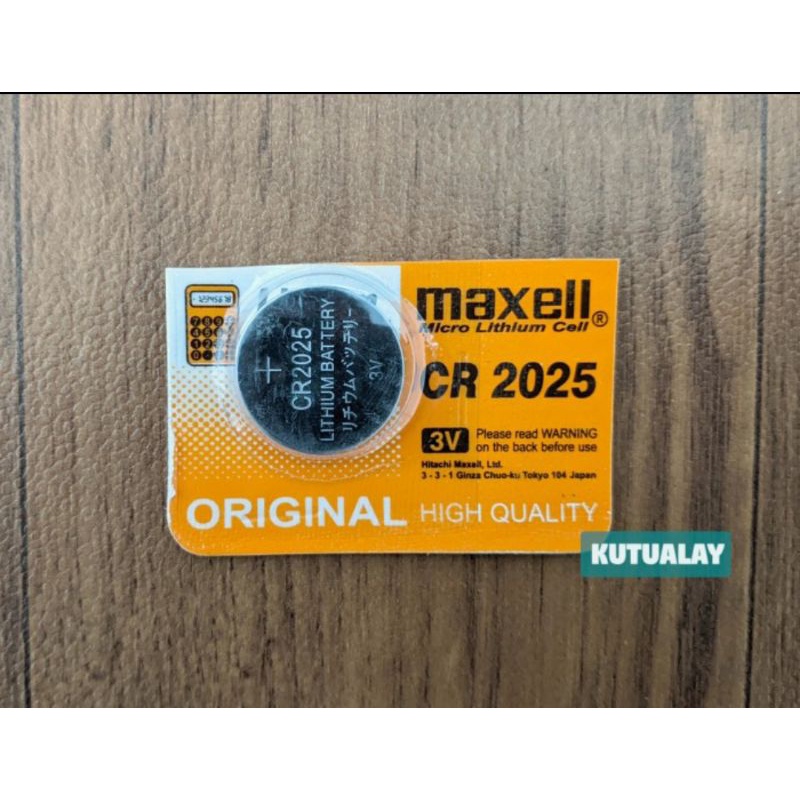 maxell®
Micro Lithium Cell
CR 2025
3V
Please read WARNING
on the back before use
Hitachi Maxell, Ltd.
3 - 3 - 1 Ginza Chuo-ku Tokyo 104 Japan
+
CR2025
LITHIUM BATTERY
リチウムバッテリー
3V
789
ORIGINAL HIGH QUALITY
KUTUALAY